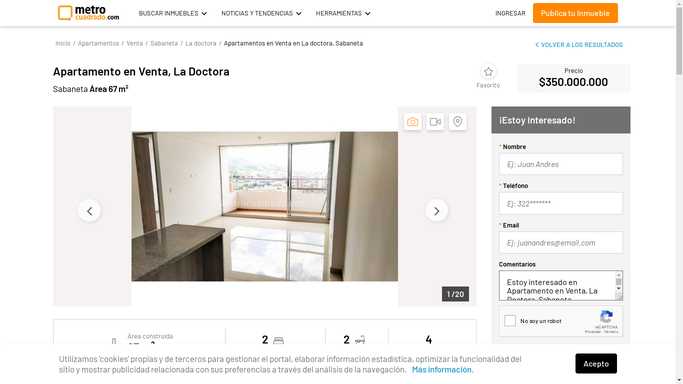 metro
cuadrado.com
BUSCAR INMUEBLES
NOTICIAS Y TENDENCIAS
HERRAMIENTAS
INGRESAR
Publica tu Inmueble
Inicio / Apartamentos / Venta / Sabaneta / La doctora / Apartamentos en Venta en La doctora, Sabaneta
VOLVER A LOS RESULTADOS
Apartamento en Venta, La Doctora
Sabaneta Área 67 m²
Favorito
Precio
$350.000.000
1 /20
¡Estoy Interesado!
* Nombre
Ej: Juan Andres
* Teléfono
Ej: 322*******
* Email
Ej: juanandres@email.com
Comentarios
Estoy interesado en
Apartamento en Venta, La
Doctora, Sabaneta
No soy un robot
reCAPTCHA
Privacidad - Términos
Área construida
2
2
4
Utilizamos 'cookies' propias y de terceros para gestionar el portal, elaborar información estadística, optimizar la funcionalidad del
sitio y mostrar publicidad relacionada con sus preferencias a través del análisis de la navegación. Más información.
Acepto